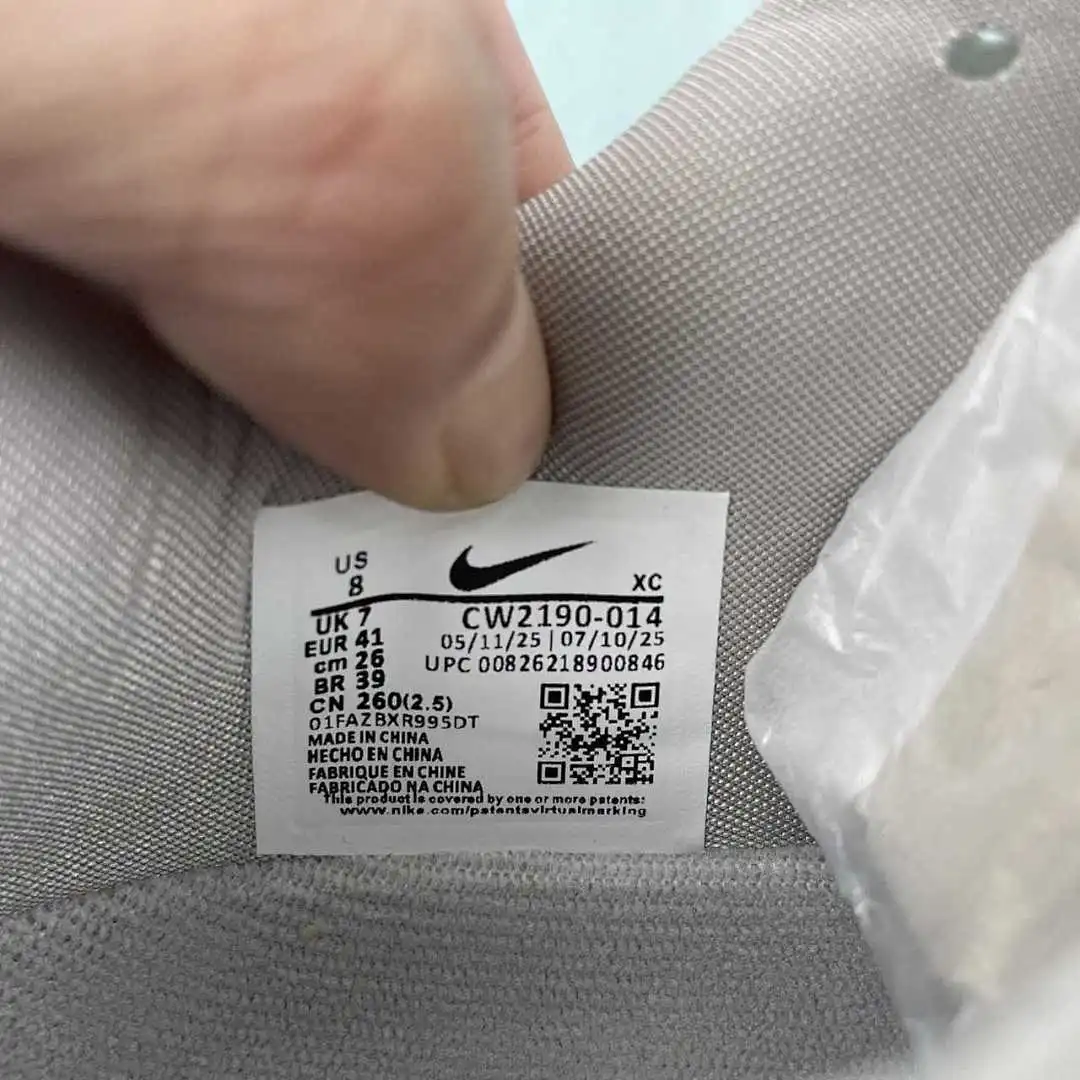 US
8
XC
UK 7
CW2190-014
EUR 41
05/11/25 | 07/10/25
cm 26
UPC 00826218900846
BR 39
CN 260(2.5)
01FAZBXR995DT
MADE IN CHINA
HECHO EN CHINA
FABRIQUE EN CHINE
FABRICADO NA CHINA
This product is covered by one or more patents:
www.nike.com/patentsvirtualmarking